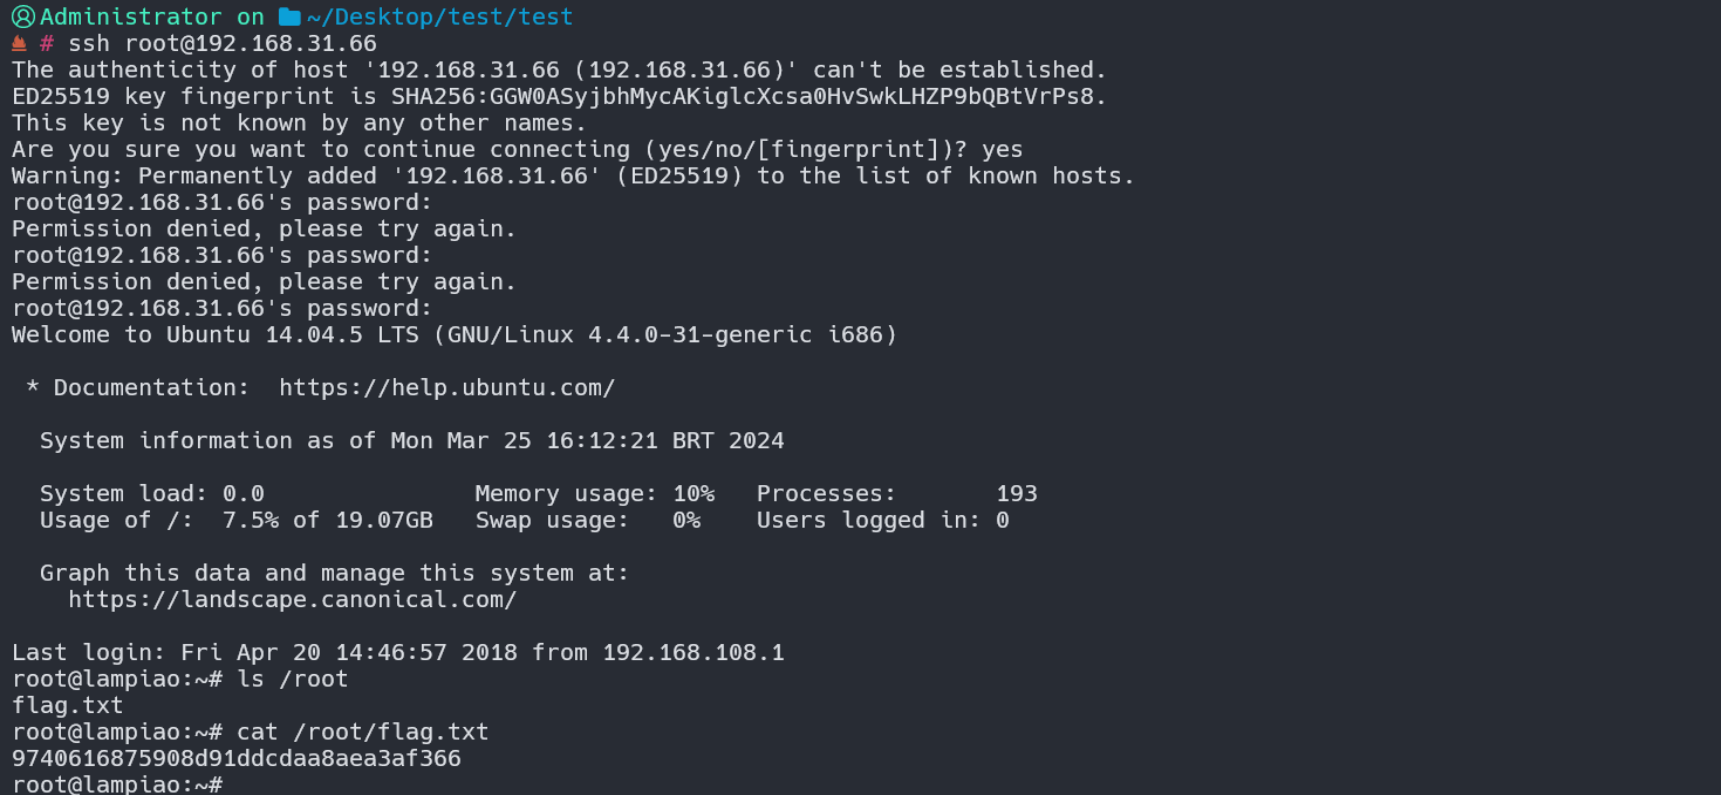 Administrator on ~/Desktop/test/test
# ssh root@192.168.31.66
The authenticity of host '192.168.31.66 (192.168.31.66)' can't be established.
ED25519 key fingerprint is SHA256:GGW0ASyjbhMycAKiglcXcsa0HvSwkLHZP9bQBtVrPs8.
This key is not known by any other names.
Are you sure you want to continue connecting (yes/no/[fingerprint])? yes
Warning: Permanently added '192.168.31.66' (ED25519) to the list of known hosts.
root@192.168.31.66's password:
Permission denied, please try again.
root@192.168.31.66's password:
Permission denied, please try again.
root@192.168.31.66's password:
Welcome to Ubuntu 14.04.5 LTS (GNU/Linux 4.4.0-31-generic i686)
* Documentation:  https://help.ubuntu.com/
System information as of Mon Mar 25 16:12:21 BRT 2024
System load: 0.0               Memory usage: 10%   Processes:       193
Usage of /:  7.5% of 19.07GB   Swap usage:   0%    Users logged in: 0
Graph this data and manage this system at:
https://landscape.canonical.com/
Last login: Fri Apr 20 14:46:57 2018 from 192.168.108.1
root@lampiao:~# ls /root
flag.txt
root@lampiao:~# cat /root/flag.txt
9740616875908d91ddcdaa8aea3af366
root@lampiao:~#